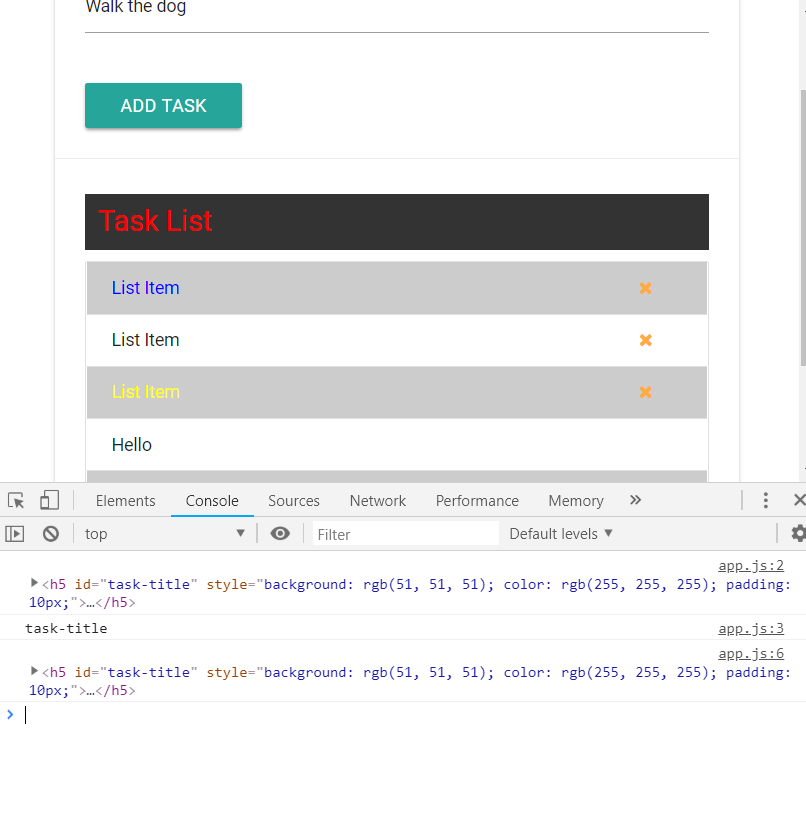 Walk the dog
ADD TASK
Task List
List Item
List Item
List Item
Hello
Elements Console Sources Network Performance Memory »
top Filter Default levels
app.js:2
<h5 id="task-title" style="background: rgb(51, 51, 51); color: rgb(255, 255, 255); padding:
10px;">…</h5>
task-title app.js:3
app.js:6
<h5 id="task-title" style="background: rgb(51, 51, 51); color: rgb(255, 255, 255); padding:
10px;">…</h5>